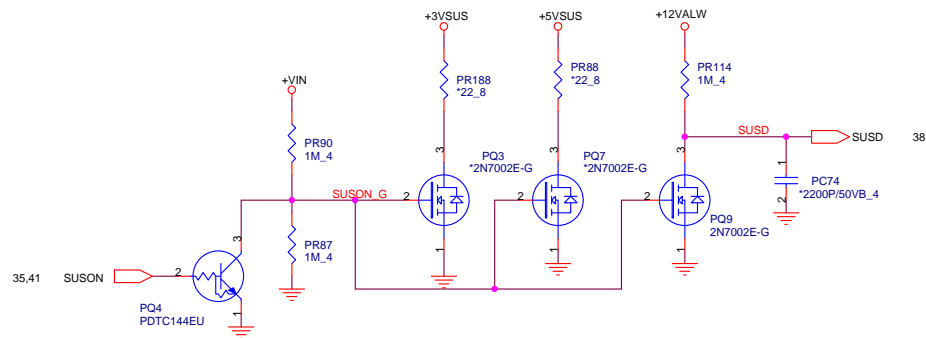 +3VSUS
+5VSUS
+12VALW
+VIN
PR188
*22_8
PR88
*22_8
PR114
1M_4
PR90
1M_4
SUSD
SUSD
38
3
3
3
PQ3
*2N7002E-G
PQ7
*2N7002E-G
1
PC74
*2200P/50VB_4
2
SUSON_G
2
2
2
PQ9
2N7002E-G
3
PR87
1M_4
1
1
1
35,41
SUSON
2
PQ4
PDTC144EU
1